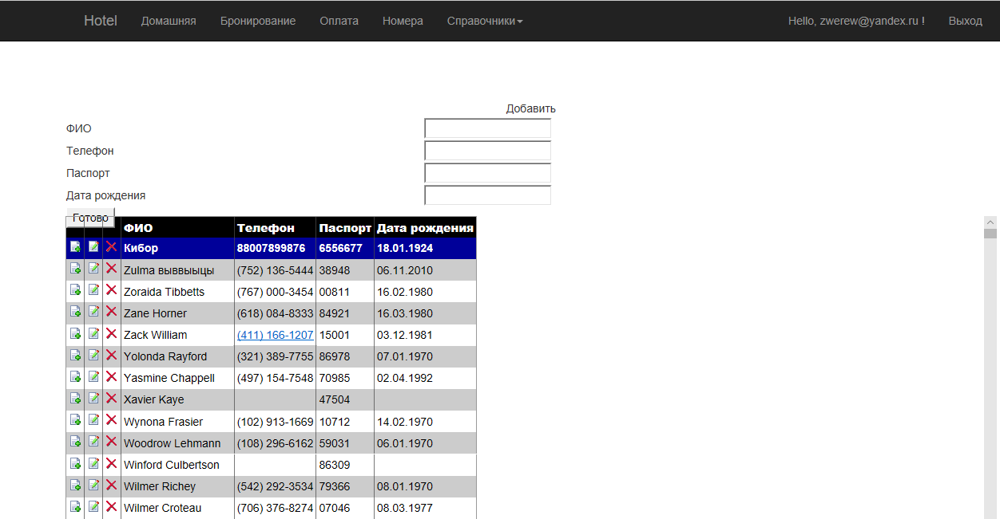 Hotel Домашняя Бронирование Оплата Номера Справочники Hello, zwerew@yandex.ru ! Выход
Добавить
ФИО
Телефон
Паспорт
Дата рождения
Готово
ФИО Телефон Паспорт Дата рождения
Кибор 88007899876 6556677 18.01.1924
Zulma выввыыцы (752) 136-5444 38948 06.11.2010
Zoraida Tibbetts (767) 000-3454 00811 16.02.1980
Zane Horner (618) 084-8333 84921 16.03.1980
Zack William (411) 166-1207 15001 03.12.1981
Yolonda Rayford (321) 389-7755 86978 07.01.1970
Yasmine Chappell (497) 154-7548 70985 02.04.1992
Xavier Kaye 47504
Wynona Frasier (102) 913-1669 10712 14.02.1970
Woodrow Lehmann (108) 296-6162 59031 06.01.1970
Winford Culbertson 86309
Wilmer Richey (542) 292-3534 79366 08.01.1970
Wilmer Croteau (706) 376-8274 07046 08.03.1977